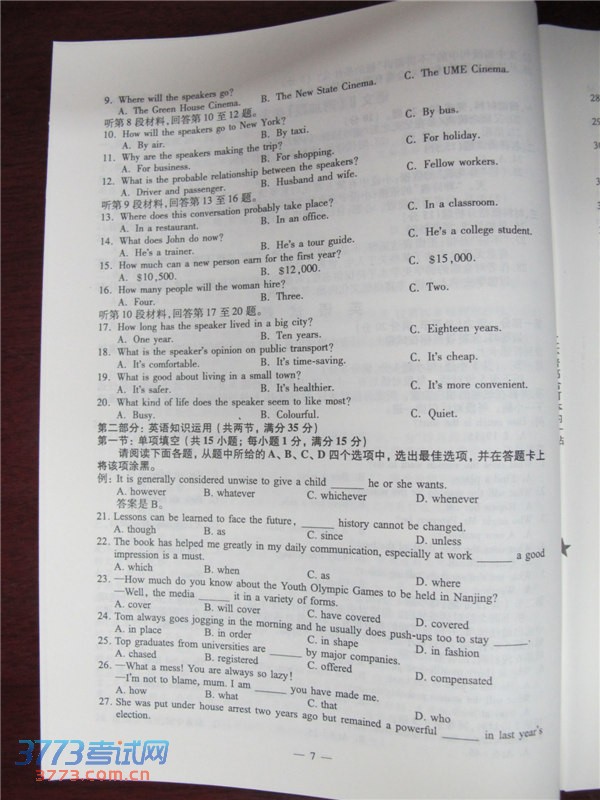 9. Where will the speakers go?
A. The Green House Cinema. B. The New State Cinema. C. The UME Cinema.
听第 8 段材料,回答第 10 至 12 题。
10. How will the speakers go to New York?
A. By air. B. By taxi. C. By bus.
11. Why are the speakers making the trip?
A. For business. B. For shopping. C. For holiday.
12. What is the probable relationship between the speakers?
A. Driver and passenger. B. Husband and wife. C. Fellow workers.
听第 9 段材料,回答第 13 至 16 题。
13. Where does this conversation probably take place?
A. In a restaurant. B. In an office. C. In a classroom.
14. What does John do now?
A. He's a trainer. B. He's a tour guide. C. He's a college student.
15. How much can a new person earn for the first year?
A. $10,500. B. $12,000. C. $15,000.
16. How many people will the woman hire?
A. Four. B. Three. C. Two.
听第 10 段材料,回答第 17 至 20 题。
17. How long has the speaker lived in a big city?
A. One year. B. Ten years. C. Eighteen years.
18. What is the speaker's opinion on public transport?
A. It's comfortable. B. It's time-saving. C. It's cheap.
19. What is good about living in a small town?
A. It's safer. B. It's healthier. C. It's more convenient.
20. What kind of life does the speaker seem to like most?
A. Busy. B. Colourful. C. Quiet.
第二部分:英语知识运用(共两节,满分 35 分)
第一节:单项填空(共 15 小题;每小题 1 分,满分 15 分)
请阅读下面各题,从题中所给的 A、B、C、D 四个选项中,选出最佳选项,并在答题卡上
将该项涂黑。
例:It is generally considered unwise to give a child ______ he or she wants.
A. however B. whatever C. whichever D. whenever
答案是 B。
21. Lessons can be learned to face the future, ______ history cannot be changed.
A. though B. as C. since D. unless
22. The book has helped me greatly in my daily communication, especially at work ______ a good
impression is a must.
A. which B. when C. as D. where
23. —How much do you know about the Youth Olympic Games to be held in Nanjing?
—Well, the media ______ it in a variety of forms.
A. cover B. will cover C. have covered D. covered
24. Tom always goes jogging in the morning and he usually does push-ups too to stay ______.
A. in place B. in order C. in shape D. in fashion
25. Top graduates from universities are ______ by major companies.
A. chased B. registered C. offered D. compensated
26. —What a mess! You are always so lazy!
—I'm not to blame, mum. I am ______ you have made me.
A. how B. what C. that D. who
27. She was put under house arrest two years ago but remained a powerful ______ in last year's
election.
— 7 —
3773考试网
3773.com.cn
28
29